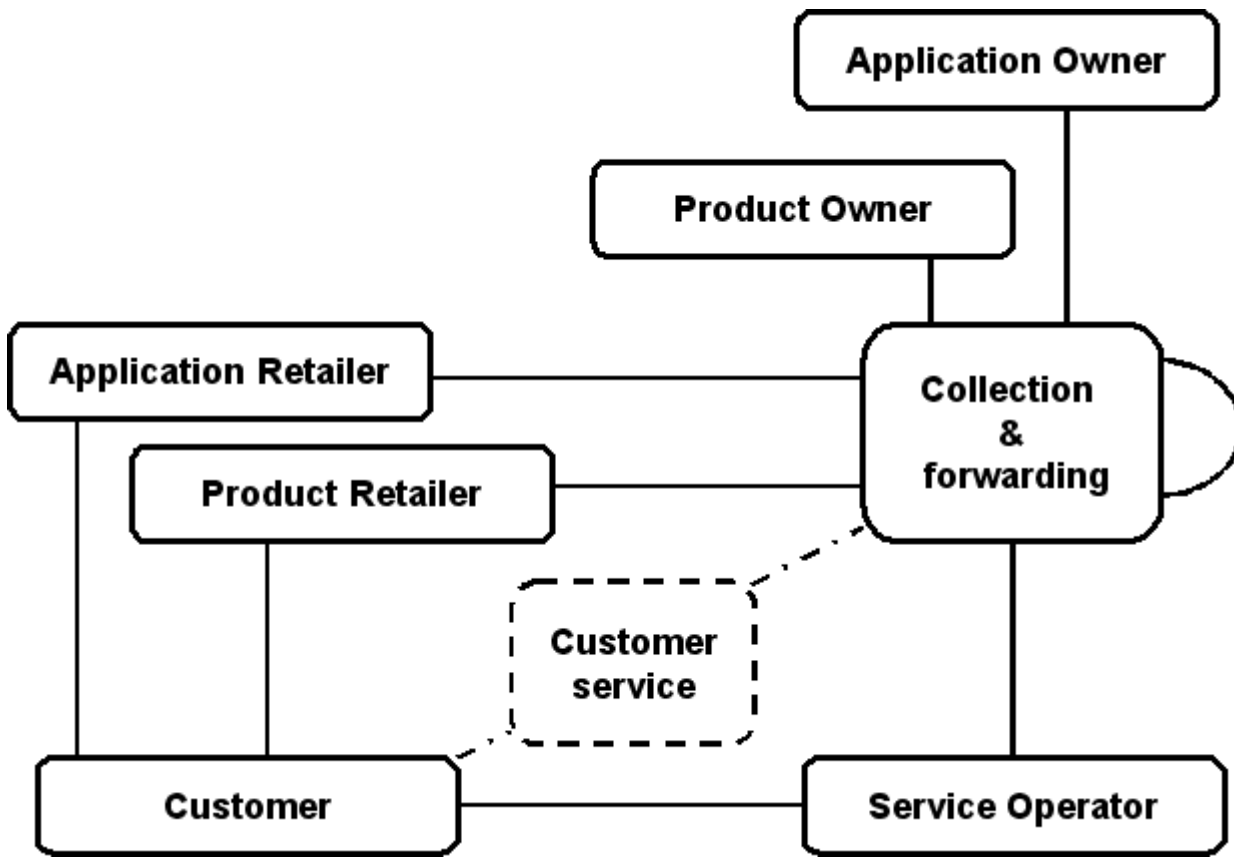 Application Owner
Product Owner
Application Retailer
Collection
&
forwarding
Product Retailer
Customer
service
Customer
Service Operator